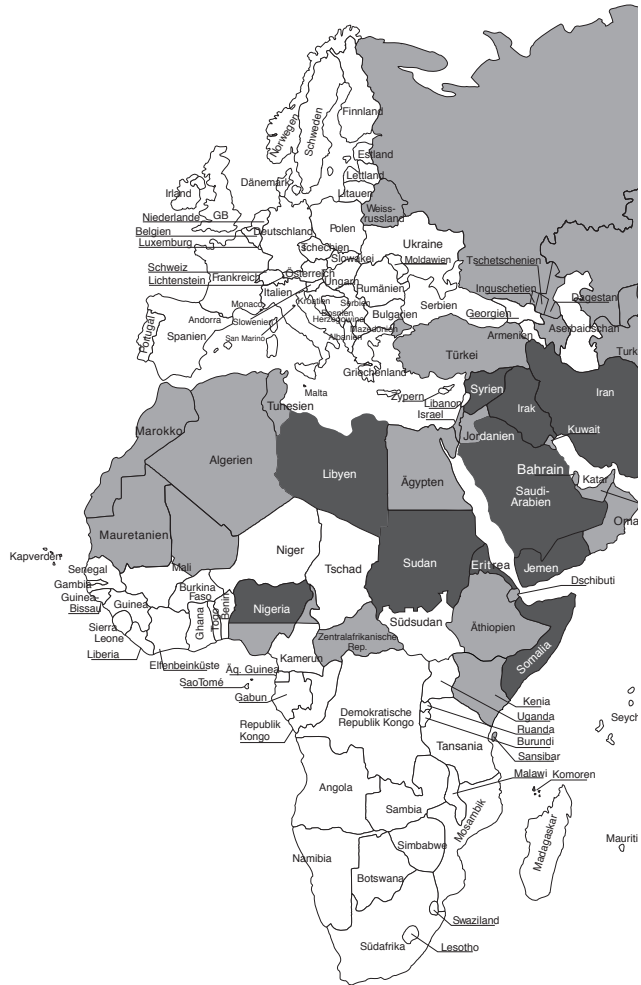 Finnland
Norwegen
Schweden
Estland
Lettland
Litauen
Dänemark
Irland
GB
Weiss-
russland
Niederlande
Belgien
Luxemburg
Deutschland
Polen
Ukraine
Tschechien
Slowakei
Moldawien
Tschetschenien
Schweiz
Lichtenstein
Frankreich
Österreich
Ungarn
Rumänien
Inguschetien
Dagestan
Italien
Monaco
Kroatien
Serbien
Serbien
Georgien
Andorra
Slowenien
Bosnien
Herzegowina
Bulgarien
Aserbaidschan
Portugal
Spanien
San Marino
Mazedonien
Albanien
Armenien
Türkei
Turk
Griechenland
Malta
Zypern
Libanon
Israel
Syrien
Irak
Iran
Tunesien
Marokko
Jordanien
Kuwait
Algerien
Libyen
Ägypten
Bahrain
Katar
Saudi-
Arabien
Oma
Mauretanien
Kapverden
Niger
Tschad
Sudan
Eritrea
Jemen
Senegal
Mali
Gambia
Guinea-
Bissau
Guinea
Burkina
Faso
Ghana
Togo
Benin
Nigeria
Dschibuti
Südsudan
Äthiopien
Sierra
Leone
Liberia
Elfenbeinküste
Zentralafrikanische
Rep.
Somalia
Äq. Guinea
Kamerun
SaoTomé
Gabun
Kenia
Uganda
Republik
Kongo
Demokratische
Republik Kongo
Ruanda
Burundi
Sansibar
Seych
Tansania
Malawi
Komoren
Angola
Sambia
Mosambik
Madagaskar
Mauriti
Simbabwe
Namibia
Botswana
Swaziland
Südafrika
Lesotho